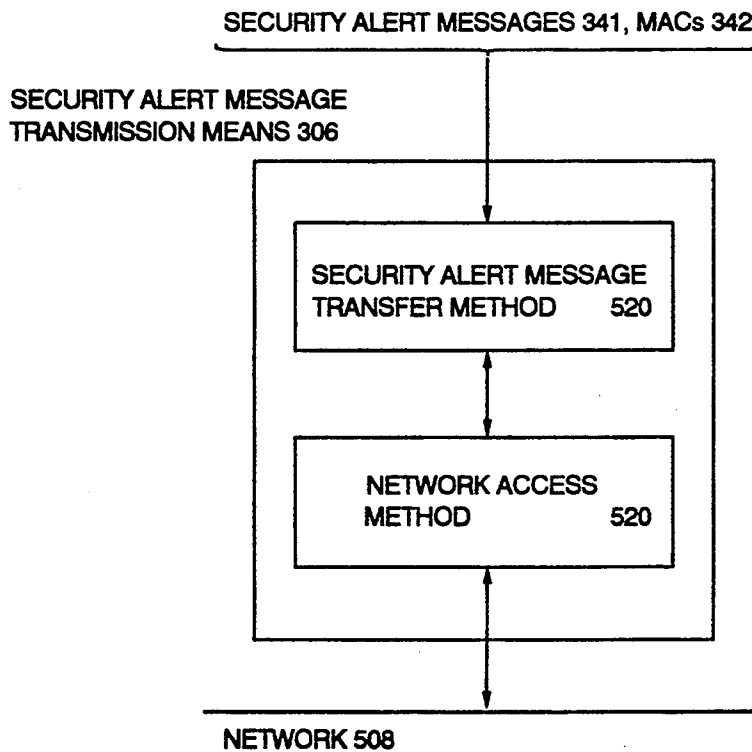 SECURITY ALERT MESSAGES 341, MACs 342
SECURITY ALERT MESSAGE
TRANSMISSION MEANS 306
SECURITY ALERT MESSAGE
TRANSFER METHOD 520
NETWORK ACCESS
METHOD 520
NETWORK 508